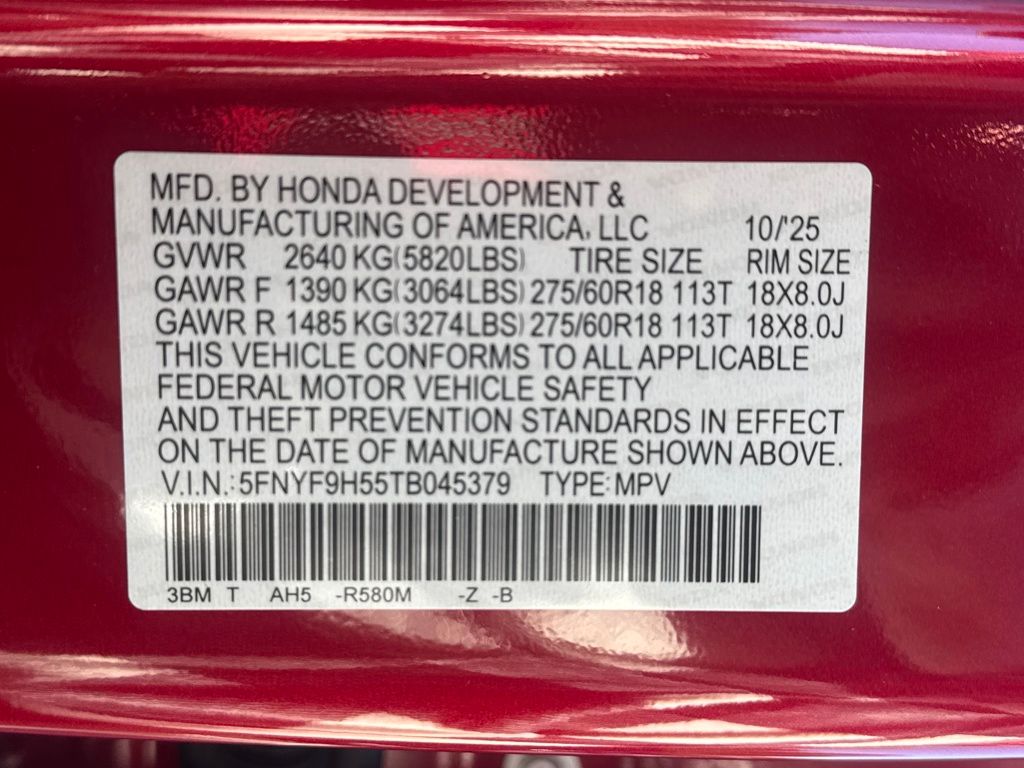 MFD. BY HONDA DEVELOPMENT &
MANUFACTURING OF AMERICA, LLC 10/'25
GVWR 2640 KG(5820LBS) TIRE SIZE RIM SIZE
GAWR F 1390 KG(3064LBS) 275/60R18 113T 18X8.0J
GAWR R 1485 KG(3274LBS) 275/60R18 113T 18X8.0J
THIS VEHICLE CONFORMS TO ALL APPLICABLE
FEDERAL MOTOR VEHICLE SAFETY
AND THEFT PREVENTION STANDARDS IN EFFECT
ON THE DATE OF MANUFACTURE SHOWN ABOVE.
V.I.N.: 5FNYF9H55TB045379 TYPE: MPV
3BM T AH5 -R580M -Z -B